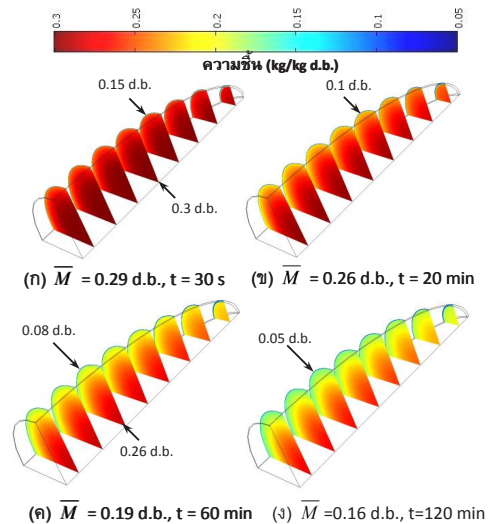 0.3 0.25 0.2 0.15 0.1 0.05
ความชื้น (kg/kg d.b.)
0.15 d.b.
0.1 d.b.
0.3 d.b.
(ก) M̅ = 0.29 d.b., t = 30 s
(ข) M̅ = 0.26 d.b., t = 20 min
0.08 d.b.
0.05 d.b.
0.26 d.b.
(ค) M̅ = 0.19 d.b., t = 60 min
(ง) M̅ =0.16 d.b., t=120 min